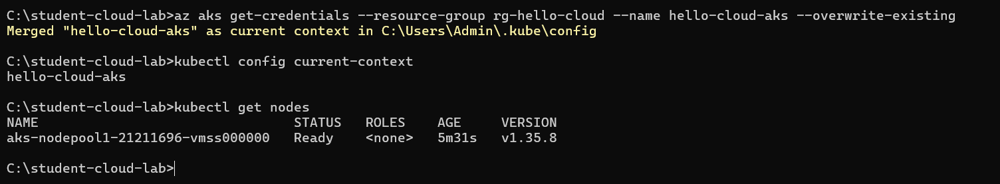 C:\student-cloud-lab>az aks get-credentials --resource-group rg-hello-cloud --name hello-cloud-aks --overwrite-existing
Merged "hello-cloud-aks" as current context in C:\Users\Admin\.kube\config
C:\student-cloud-lab>kubectl config current-context
hello-cloud-aks
C:\student-cloud-lab>kubectl get nodes
NAME                                STATUS   ROLES    AGE     VERSION
aks-nodepool1-21211696-vmss000000   Ready    <none>   5m31s   v1.35.8
C:\student-cloud-lab>